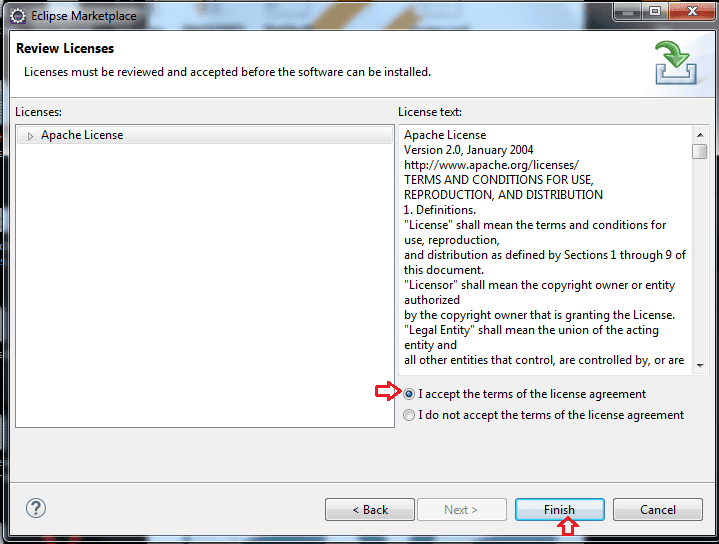 Eclipse Marketplace
Review Licenses
Licenses must be reviewed and accepted before the software can be installed.
Licenses:
Apache License
License text:
Apache License
Version 2.0, January 2004
http://www.apache.org/licenses/
TERMS AND CONDITIONS FOR USE,
REPRODUCTION, AND DISTRIBUTION
1. Definitions.
"License" shall mean the terms and conditions for
use, reproduction,
and distribution as defined by Sections 1 through 9 of
this document.
"Licensor" shall mean the copyright owner or entity
authorized
by the copyright owner that is granting the License.
"Legal Entity" shall mean the union of the acting
entity and
all other entities that control, are controlled by, or are
I accept the terms of the license agreement
I do not accept the terms of the license agreement
? < Back Next > Finish Cancel